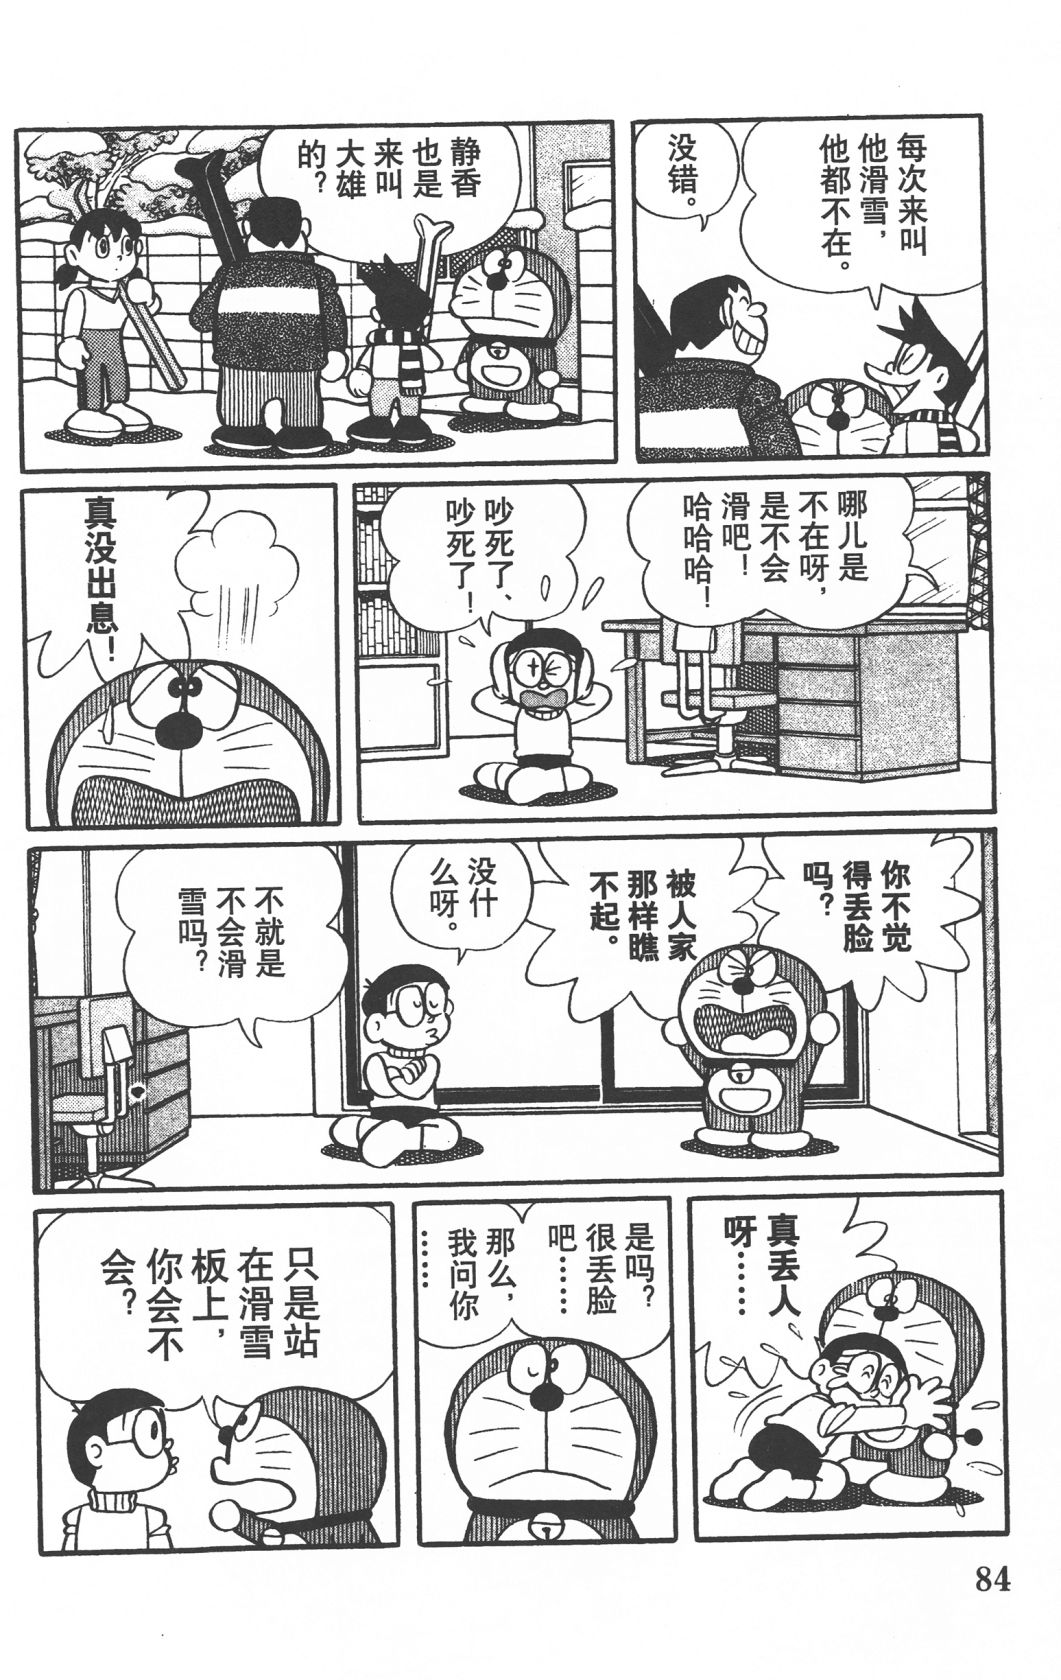 每次来叫
他滑雪，
他都不在。
没错。
静香
也是
来叫
大雄
的？
哪儿是
不在呀，
是不会
滑吧！
哈哈哈！
吵死了、
吵死了！
真没出息！
你不觉
得丢脸
吗？
被人家
那样瞧
不起。
没什
么呀。
不就是
不会滑
雪吗？
真丢人
呀……
是吗？
很丢脸
吧……
那么，
我问你
……
只是站
在滑雪
板上，
你会不
会？
84